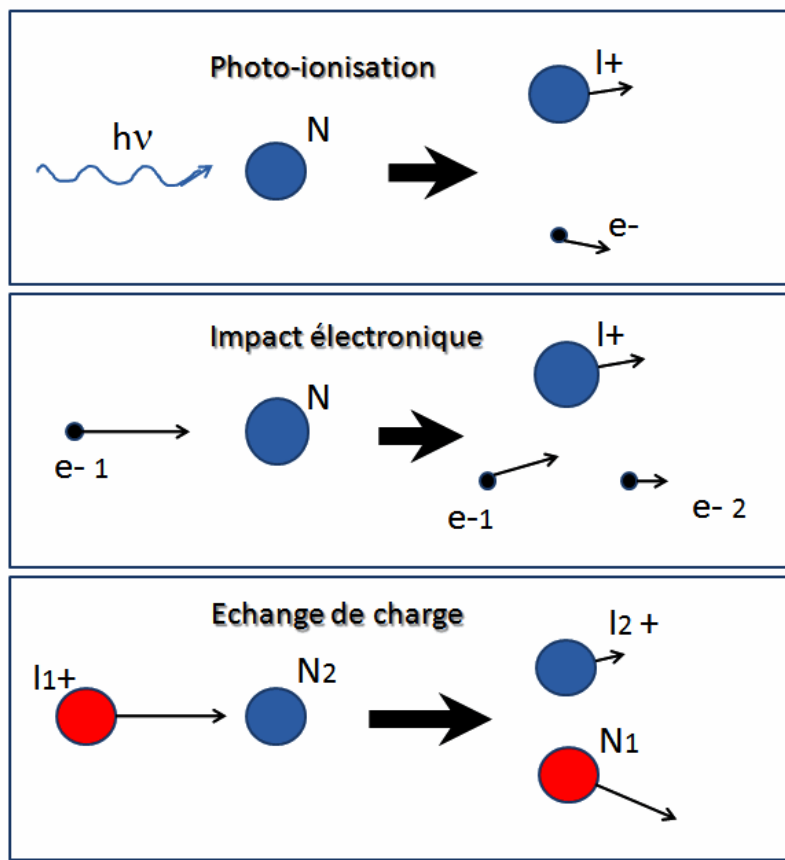 Photo-ionisation
I+
N
hν
e-
Impact électronique
I+
N
e- 1
e-1
e- 2
Echange de charge
I2 +
I1+
N2
N1